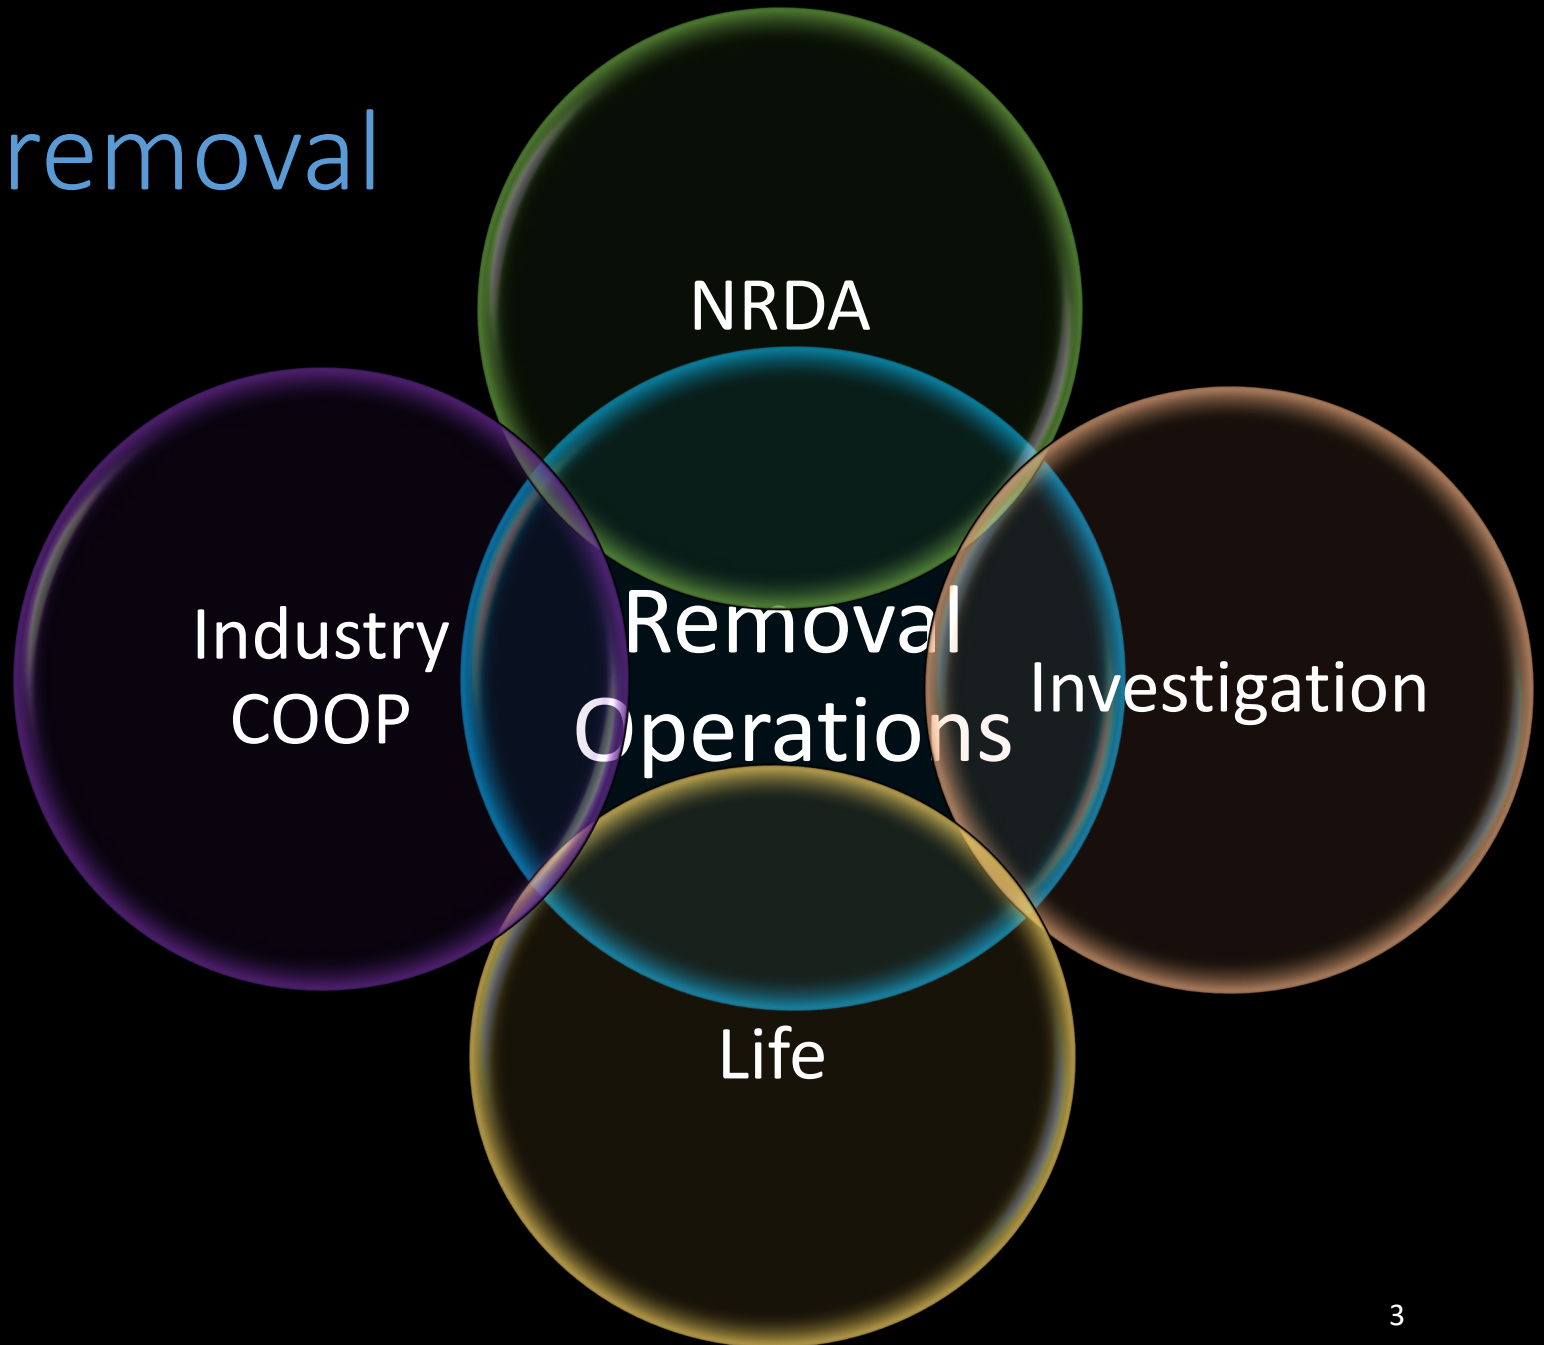 removal
NRDA
Industry
COOP
Removal
Operations
Investigation
Life
3